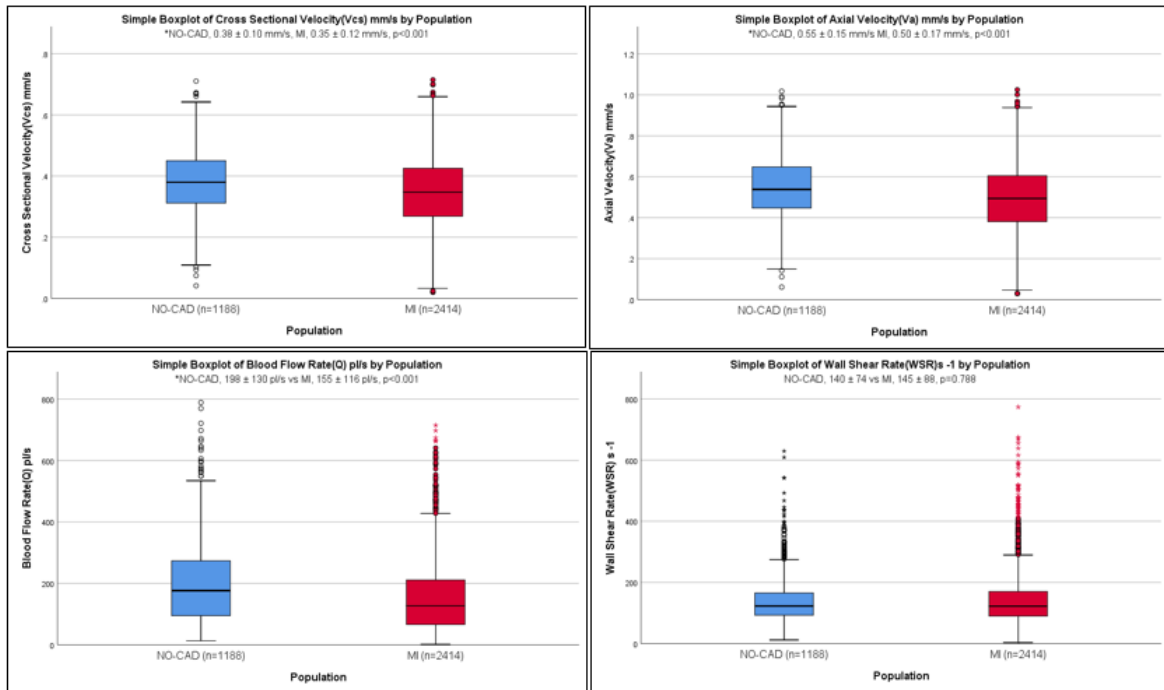 Simple Boxplot of Cross Sectional Velocity(Vcs) mm/s by Population
*NO-CAD, 0.38 ± 0.10 mm/s, MI, 0.35 ± 0.12 mm/s, p<0.001
Cross Sectional Velocity(Vcs) mm/s
.8
.6
.4
.2
.0
NO-CAD (n=1188)
MI (n=2414)
Population
Simple Boxplot of Axial Velocity(Va) mm/s by Population
*NO-CAD, 0.55 ± 0.15 mm/s MI, 0.50 ± 0.17 mm/s, p<0.001
Axial Velocity(Va) mm/s
1.2
1.0
.8
.6
.4
.2
.0
NO-CAD (n=1188)
MI (n=2414)
Population
Simple Boxplot of Blood Flow Rate(Q) pl/s by Population
*NO-CAD, 198 ± 130 pl/s vs MI, 155 ± 116 pl/s, p<0.001
Blood Flow Rate(Q) pl/s
800
600
400
200
0
NO-CAD (n=1188)
MI (n=2414)
Population
Simple Boxplot of Wall Shear Rate(WSR)s -1 by Population
NO-CAD, 140 ± 74 vs MI, 145 ± 88, p=0.788
Wall Shear Rate(WSR) s -1
800
600
400
200
0
NO-CAD (n=1188)
MI (n=2414)
Population